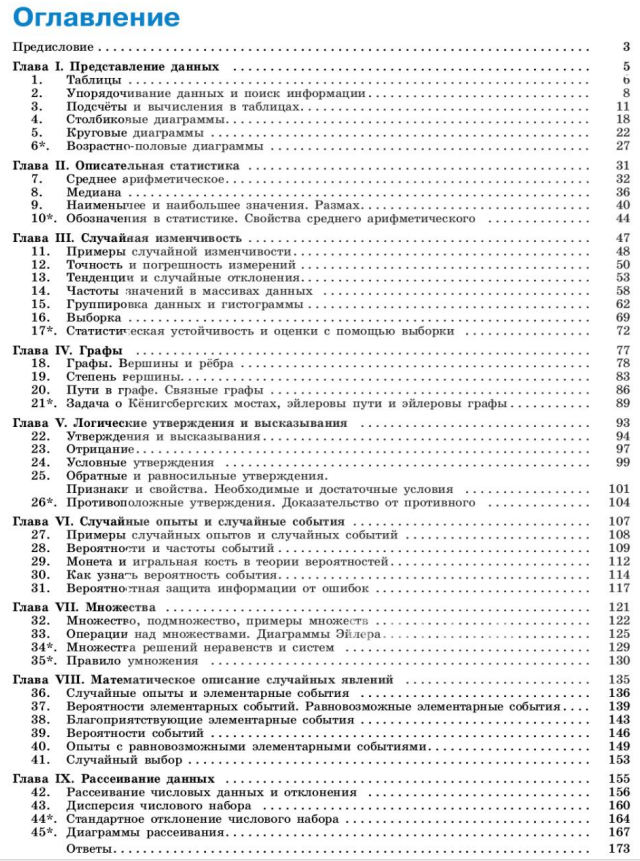 Оглавление
Предисловие . . . . . 3
Глава I. Представление данных . . . . . 5
1. Таблицы . . . . . 6
2. Упорядочивание данных и поиск информации . . . . . 8
3. Подсчёты и вычисления в таблицах . . . . . 11
4. Столбиковые диаграммы . . . . . 18
5. Круговые диаграммы . . . . . 22
6*. Возрастно-половые диаграммы . . . . . 27
Глава II. Описательная статистика . . . . . 31
7. Среднее арифметическое . . . . . 32
8. Медиана . . . . . 36
9. Наименьшее и наибольшее значения. Размах . . . . . 40
10*. Обозначения в статистике. Свойства среднего арифметического . . . . . 44
Глава III. Случайная изменчивость . . . . . 47
11. Примеры случайной изменчивости . . . . . 48
12. Точность и погрешность измерений . . . . . 50
13. Тенденции и случайные отклонения . . . . . 53
14. Частоты значений в массивах данных . . . . . 58
15. Группировка данных и гистограммы . . . . . 62
16. Выборка . . . . . 69
17*. Статистическая устойчивость и оценки с помощью выборки . . . . . 72
Глава IV. Графы . . . . . 77
18. Графы. Вершины и рёбра . . . . . 78
19. Степень вершины . . . . . 83
20. Пути в графе. Связные графы . . . . . 86
21*. Задача о Кёнигсбергских мостах, эйлеровы пути и эйлеровы графы . . . . . 89
Глава V. Логические утверждения и высказывания . . . . . 93
22. Утверждения и высказывания . . . . . 94
23. Отрицание . . . . . 97
24. Условные утверждения . . . . . 99
25. Обратные и равносильные утверждения.
Признаки и свойства. Необходимые и достаточные условия . . . . . 101
26*. Противоположные утверждения. Доказательство от противного . . . . . 104
Глава VI. Случайные опыты и случайные события . . . . . 107
27. Примеры случайных опытов и случайных событий . . . . . 108
28. Вероятности и частоты событий . . . . . 109
29. Монета и игральная кость в теории вероятностей . . . . . 112
30. Как узнать вероятность события . . . . . 114
31. Вероятностная защита информации от ошибок . . . . . 117
Глава VII. Множества . . . . . 121
32. Множество, подмножество, примеры множеств . . . . . 122
33. Операции над множествами. Диаграммы Эйлера . . . . . 125
34*. Множества решений неравенств и систем . . . . . 129
35*. Правило умножения . . . . . 130
Глава VIII. Математическое описание случайных явлений . . . . . 135
36. Случайные опыты и элементарные события . . . . . 136
37. Вероятности элементарных событий. Равновозможные элементарные события . . . . 139
38. Благоприятствующие элементарные события . . . . . 143
39. Вероятности событий . . . . . 146
40. Опыты с равновозможными элементарными событиями . . . . . 149
41. Случайный выбор . . . . . 153
Глава IX. Рассеивание данных . . . . . 155
42. Рассеивание числовых данных и отклонения . . . . . 156
43. Дисперсия числового набора . . . . . 160
44*. Стандартное отклонение числового набора . . . . . 164
45*. Диаграммы рассеивания . . . . . 167
Ответы . . . . . 173